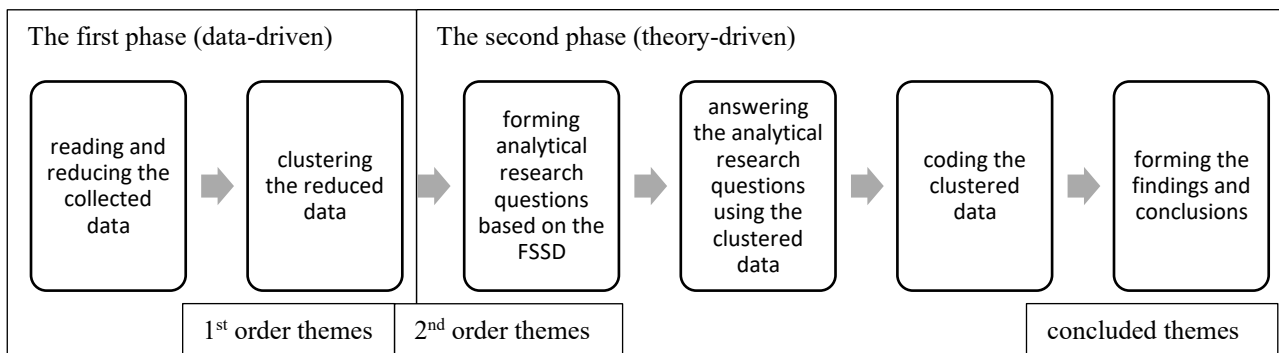 The first phase (data-driven)
The second phase (theory-driven)
reading and
reducing the
collected
data
clustering
the reduced
data
forming
analytical
research
questions
based on the
FSSD
answering
the analytical
research
questions
using the
clustered
data
coding the
clustered
data
forming the
findings and
conclusions
1st order themes
2nd order themes
concluded themes